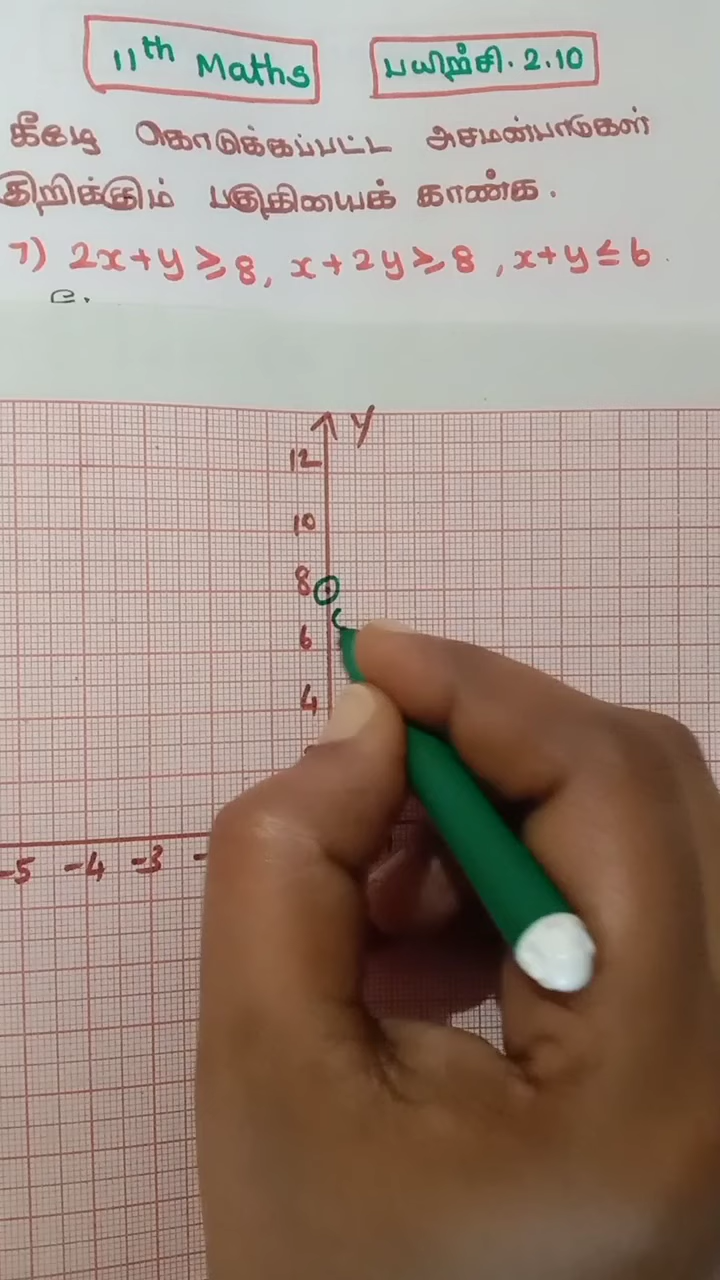 11th Maths
பயிற்சி. 2.10
கீழே கொடுக்கப்பட்ட அசமன்பாடுகள்
குறிக்கும் பகுதியைக் காண்க.
7) 2x+y ≥ 8, x+2y ≥ 8, x+y ≤ 6.
y
12
10
8
6
4
-5 -4 -3